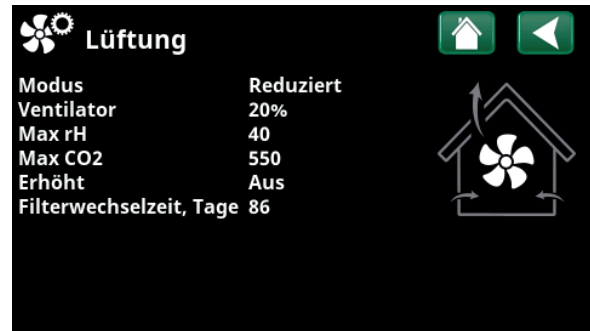 Lüftung
Modus Reduziert
Ventilator 20%
Max rH 40
Max CO2 550
Erhöht Aus
Filterwechselzeit, Tage 86